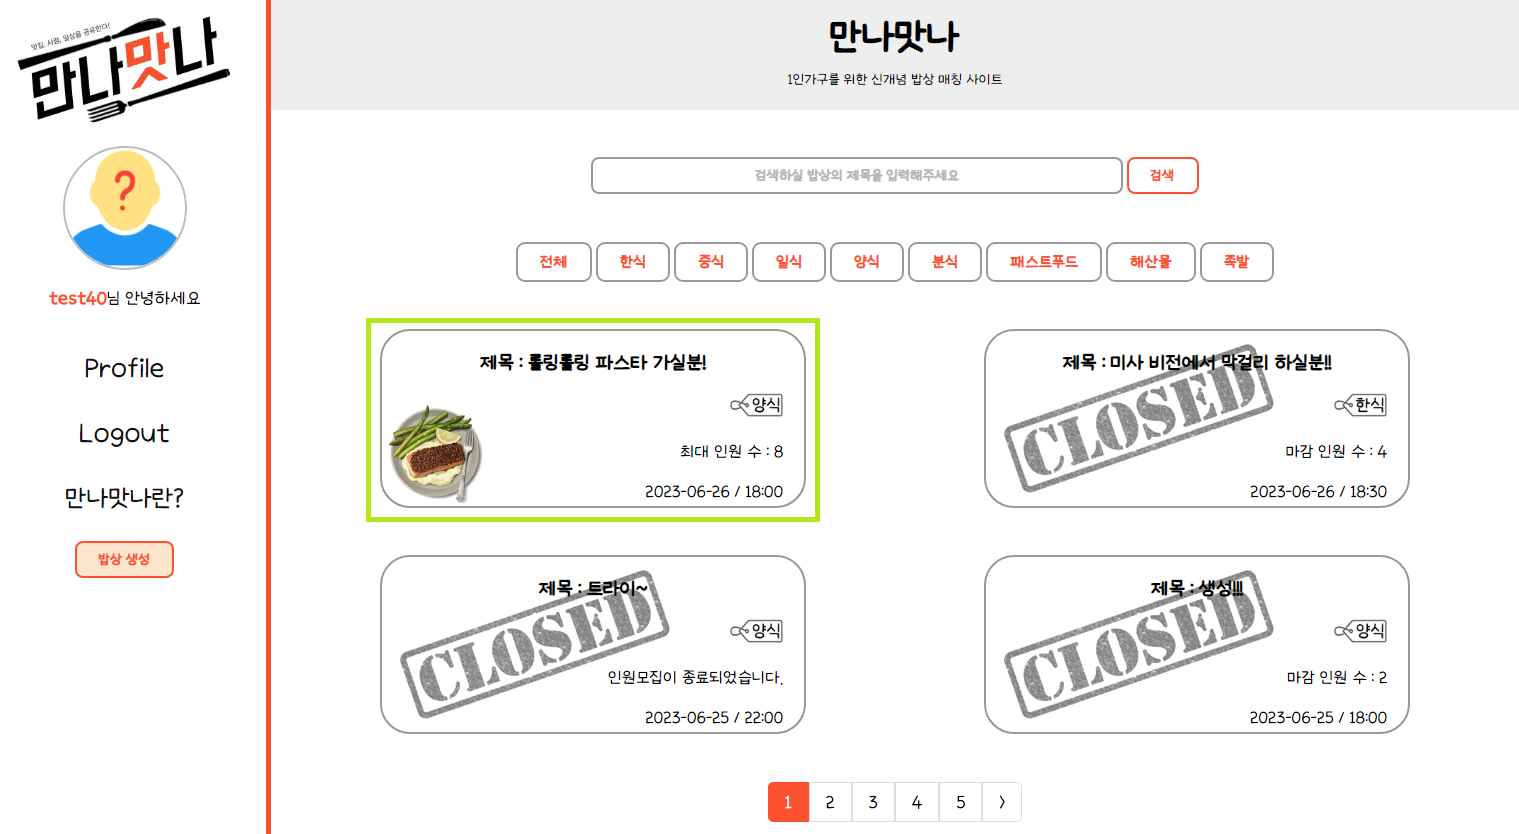 맛집, 사람, 일상을 공유한다!
만나맛나
?
test40님 안녕하세요
Profile
Logout
만나맛나란?
밥상 생성
만나맛나
1인가구를 위한 신개념 밥상 매칭 사이트
검색하실 밥상의 제목을 입력해주세요
검색
전체 한식 중식 일식 양식 분식 패스트푸드 해산물 족발
제목 : 롤링롤링 파스타 가실분!
양식
최대 인원 수 : 8
2023-06-26 / 18:00
제목 : 미사 비전에서 막걸리 하실분!!
CLOSED
한식
마감 인원 수 : 4
2023-06-26 / 18:30
제목 : 트라이~
CLOSED
양식
인원모집이 종료되었습니다.
2023-06-25 / 22:00
제목 : 생성!!!
CLOSED
양식
마감 인원 수 : 2
2023-06-25 / 18:00
1 2 3 4 5 >